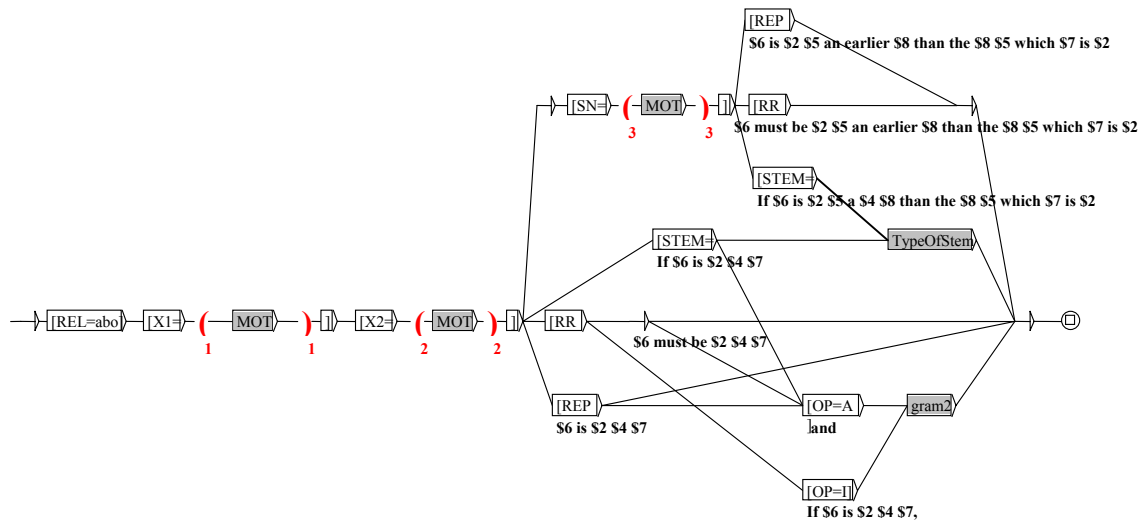 [REP
$6 is $2 $5 an earlier $8 than the $8 $5 which $7 is $2
[SN=
(
MOT
)
]
[RR
3
3
$6 must be $2 $5 an earlier $8 than the $8 $5 which $7 is $2
[STEM=
If $6 is $2 $5 a $4 $8 than the $8 $5 which $7 is $2
[STEM=
TypeOfStem
If $6 is $2 $4 $7
[REL=abo
[X1=
(
MOT
)
]
[X2=
(
MOT
)
]
[RR
1
1
2
2
$6 must be $2 $4 $7
[REP
[OP=A
gram2
$6 is $2 $4 $7
]and
[OP=I]
If $6 is $2 $4 $7,